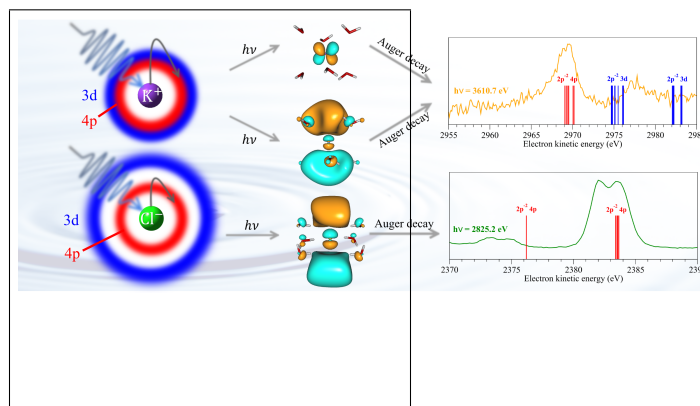 3d
4p
K+
hν
Auger decay
hν
Auger decay
hν = 3610.7 eV
2p⁻² 4p
2p⁻² 3d
2p⁻² 3d
2955 2960 2965 2970 2975 2980 298
Electron kinetic energy (eV)
3d
4p
Cl−
hν
Auger decay
hν = 2825.2 eV
2p⁻² 4p
2p⁻² 4p
2370 2375 2380 2385 239
Electron kinetic energy (eV)